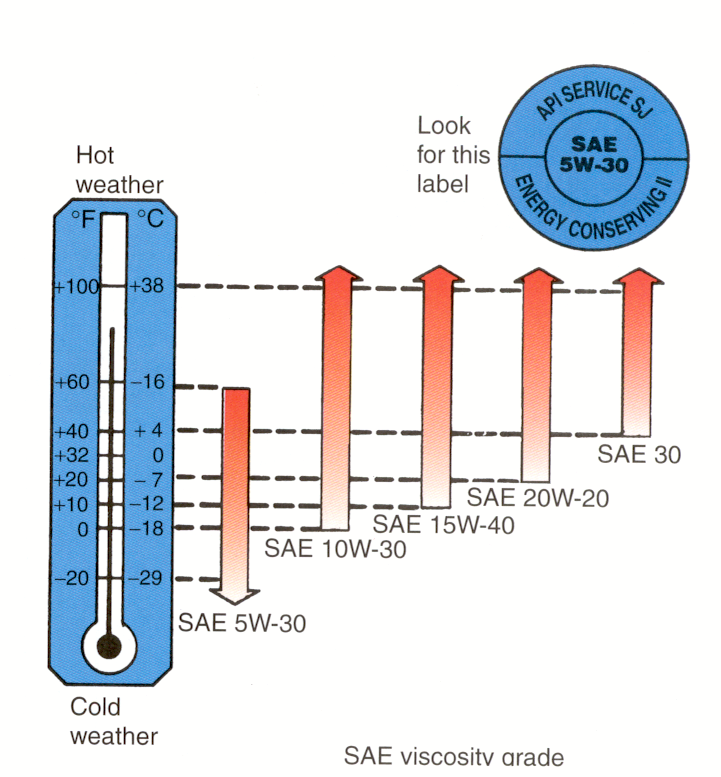 Look
for this
label
API SERVICE SJ
SAE
5W-30
ENERGY CONSERVING II
Hot
weather
°F °C
+100 +38
+60 –16
+40 + 4
+32 0
+20 – 7
+10 –12
0 –18
–20 –29
SAE 30
SAE 20W-20
SAE 15W-40
SAE 10W-30
SAE 5W-30
Cold
weather
SAE viscosity grade